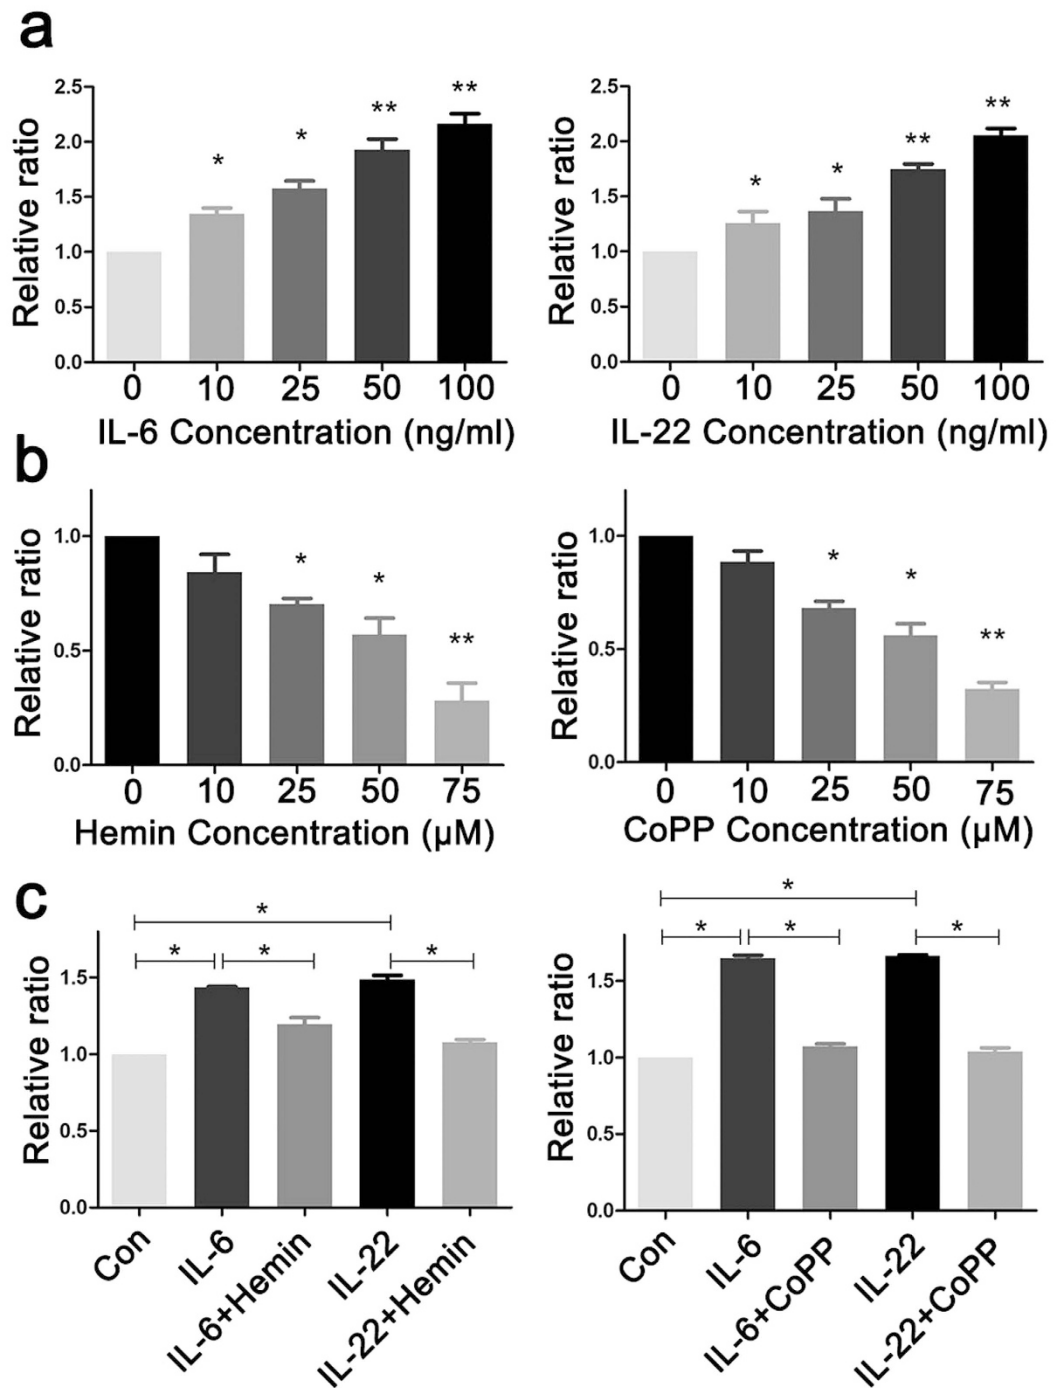 a
Relative ratio
2.5
2.0
1.5
1.0
0.5
0.0
* * ** **
0 10 25 50 100
IL-6 Concentration (ng/ml)
Relative ratio
2.5
2.0
1.5
1.0
0.5
0.0
* * ** **
0 10 25 50 100
IL-22 Concentration (ng/ml)
b
Relative ratio
1.0
0.5
0.0
* * **
0 10 25 50 75
Hemin Concentration (μM)
Relative ratio
1.0
0.5
0.0
* * **
0 10 25 50 75
CoPP Concentration (μM)
c
Relative ratio
1.5
1.0
0.5
0.0
*
* * *
Con
IL-6
IL-6+Hemin
IL-22
IL-22+Hemin
Relative ratio
1.5
1.0
0.5
0.0
*
* * *
Con
IL-6
IL-6+CoPP
IL-22
IL-22+CoPP